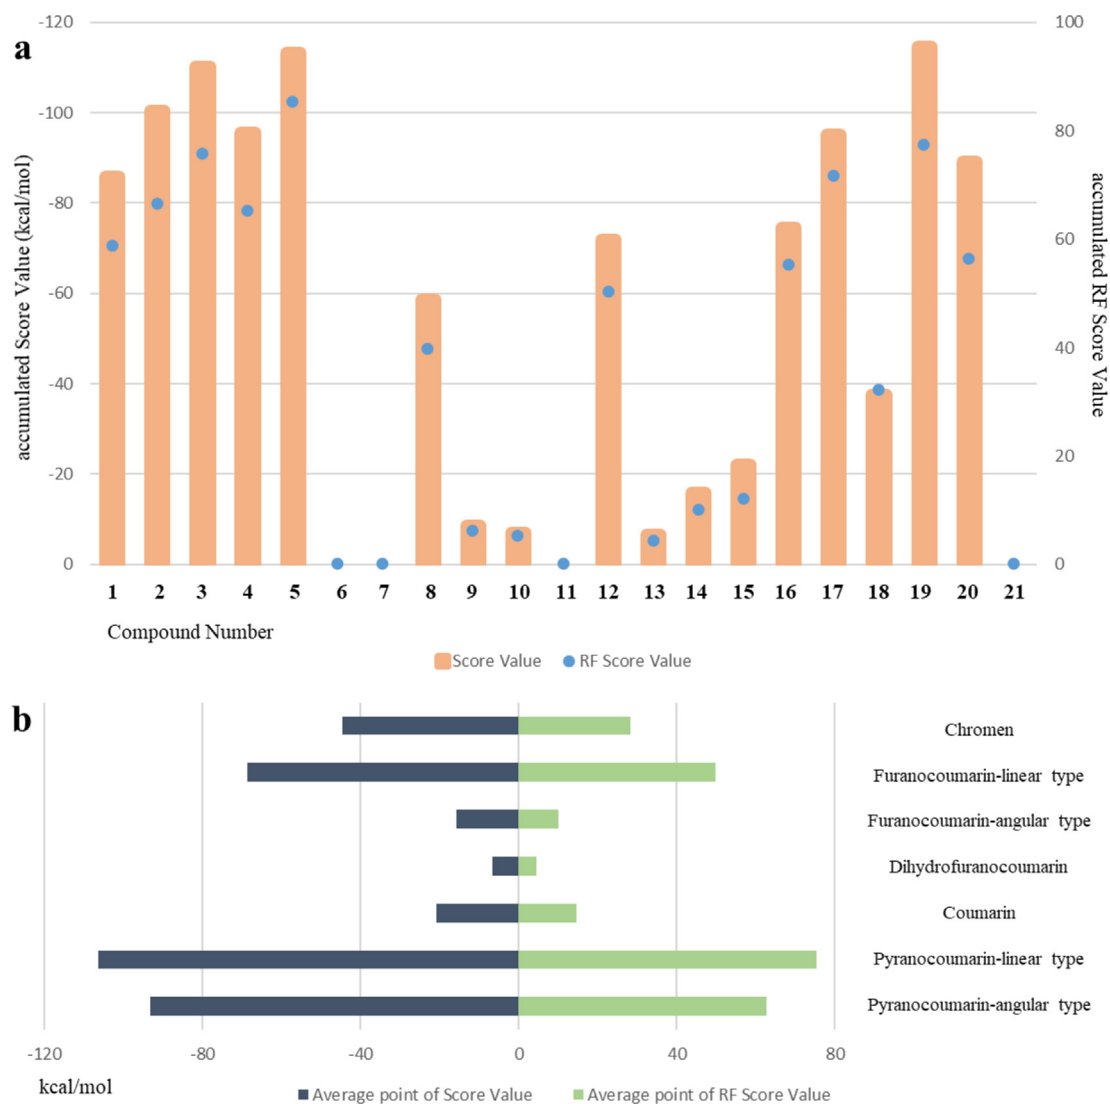 a
accumulated Score Value (kcal/mol)
-120
-100
-80
-60
-40
-20
0
100
80
60
40
20
0
accumulated RF Score Value
1 2 3 4 5 6 7 8 9 10 11 12 13 14 15 16 17 18 19 20 21
Compound Number
Score Value RF Score Value
b
Chromen
Furanocoumarin-linear type
Furanocoumarin-angular type
Dihydrofuranocoumarin
Coumarin
Pyranocoumarin-linear type
Pyranocoumarin-angular type
-120 -80 -40 0 40 80
kcal/mol
Average point of Score Value Average point of RF Score Value